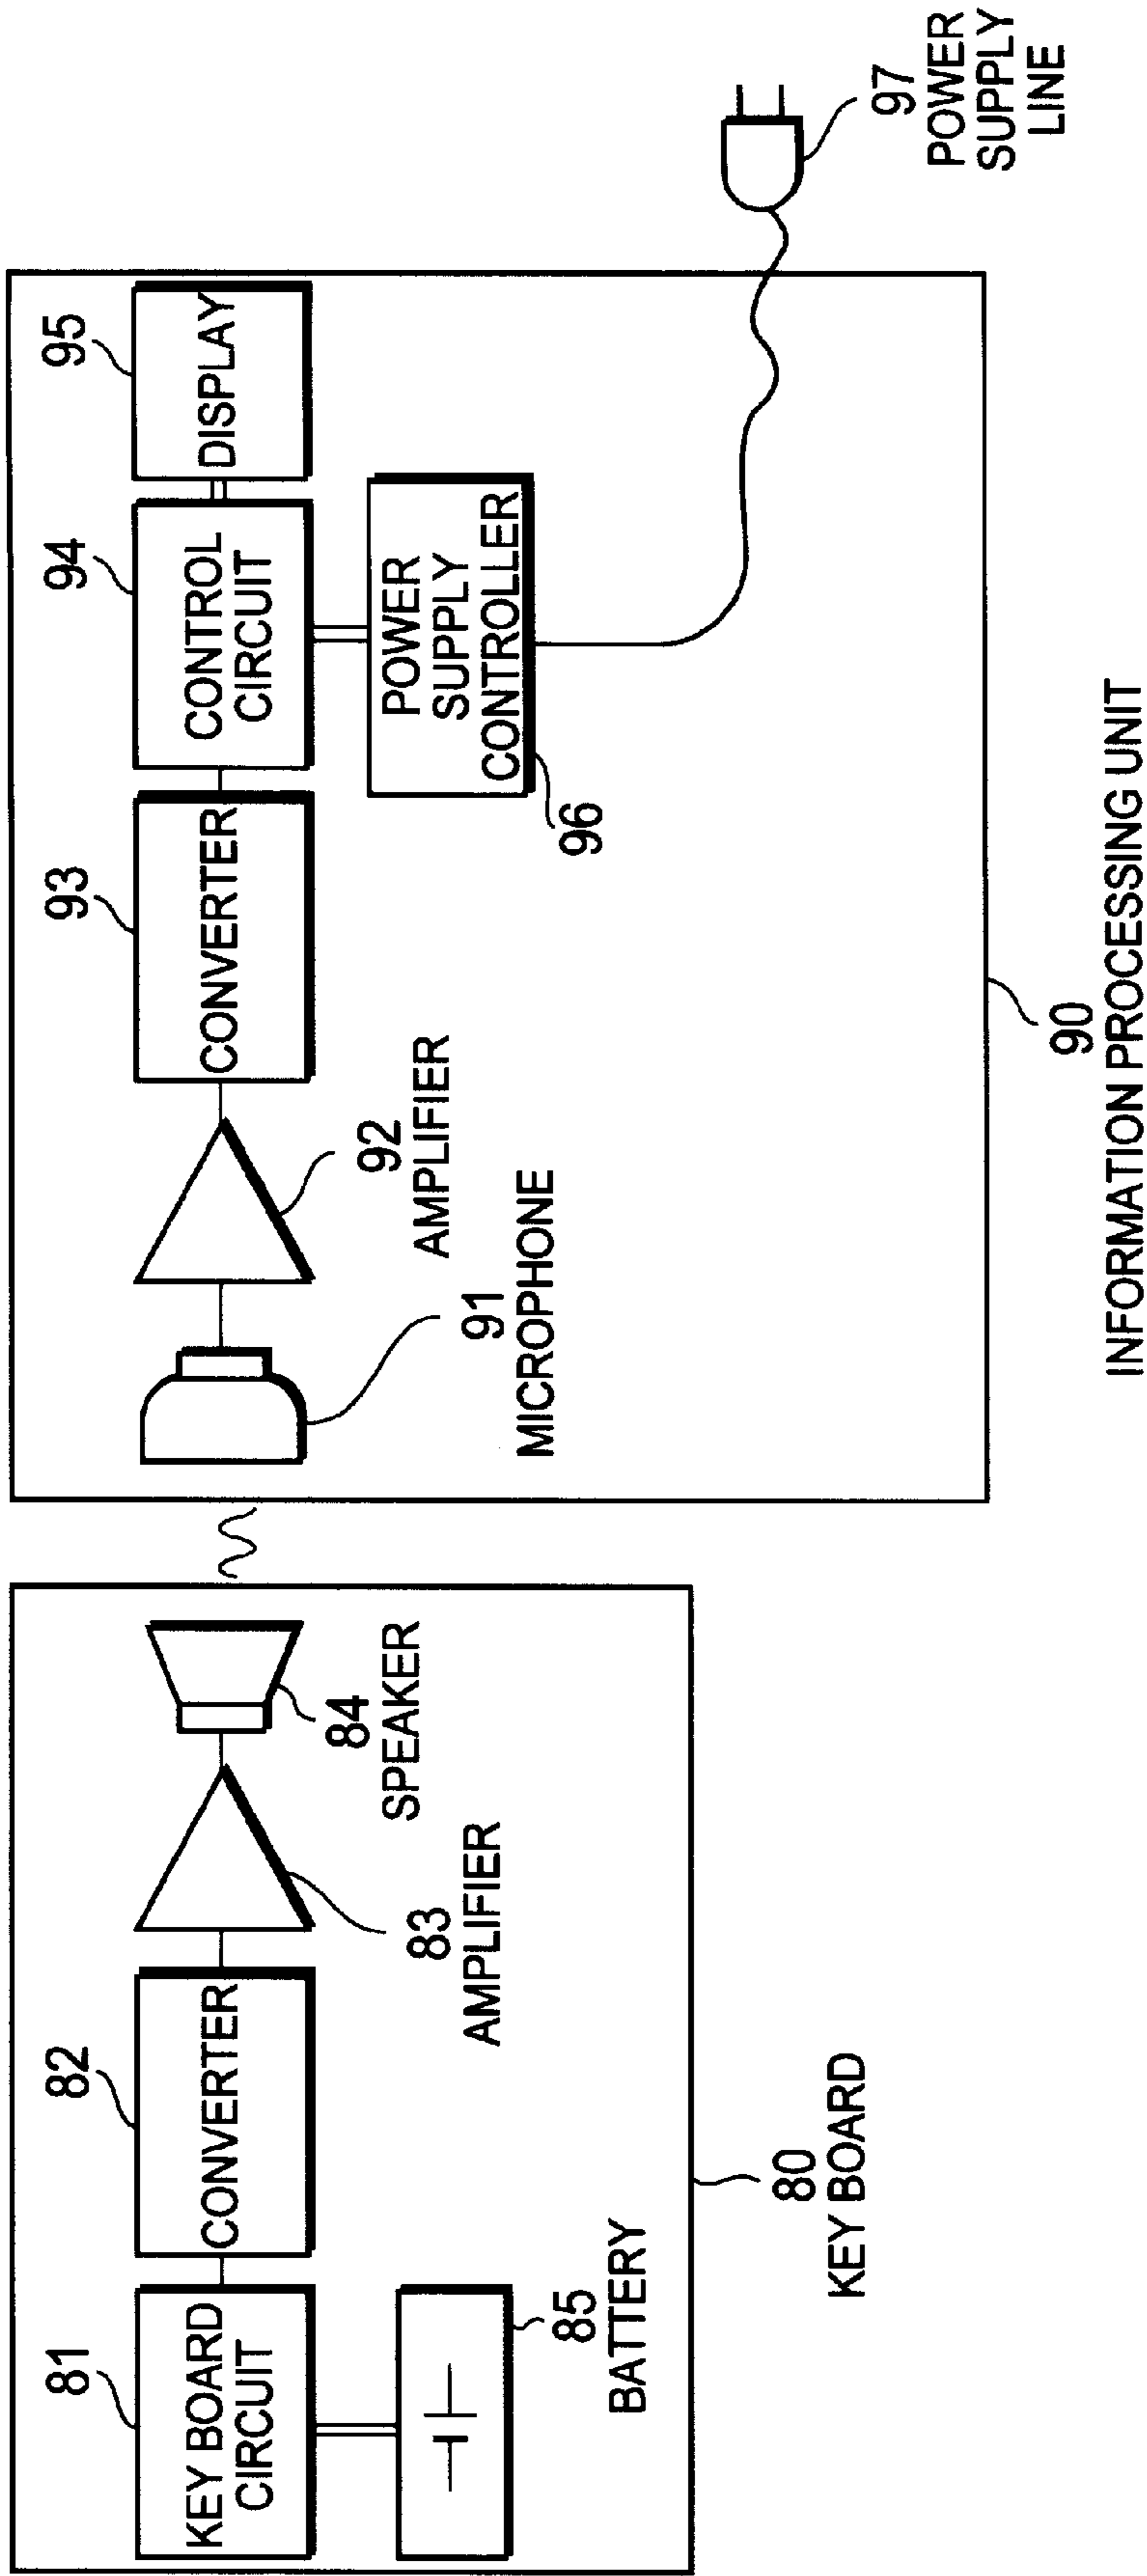 81
KEY BOARD
CIRCUIT
82
CONVERTER
83
AMPLIFIER
84
SPEAKER
85
BATTERY
80
KEY BOARD
91
MICROPHONE
92
AMPLIFIER
93
CONVERTER
94
CONTROL
CIRCUIT
95
DISPLAY
POWER
SUPPLY
CONTROLLER
96
97
POWER
SUPPLY
LINE
90
INFORMATION PROCESSING UNIT